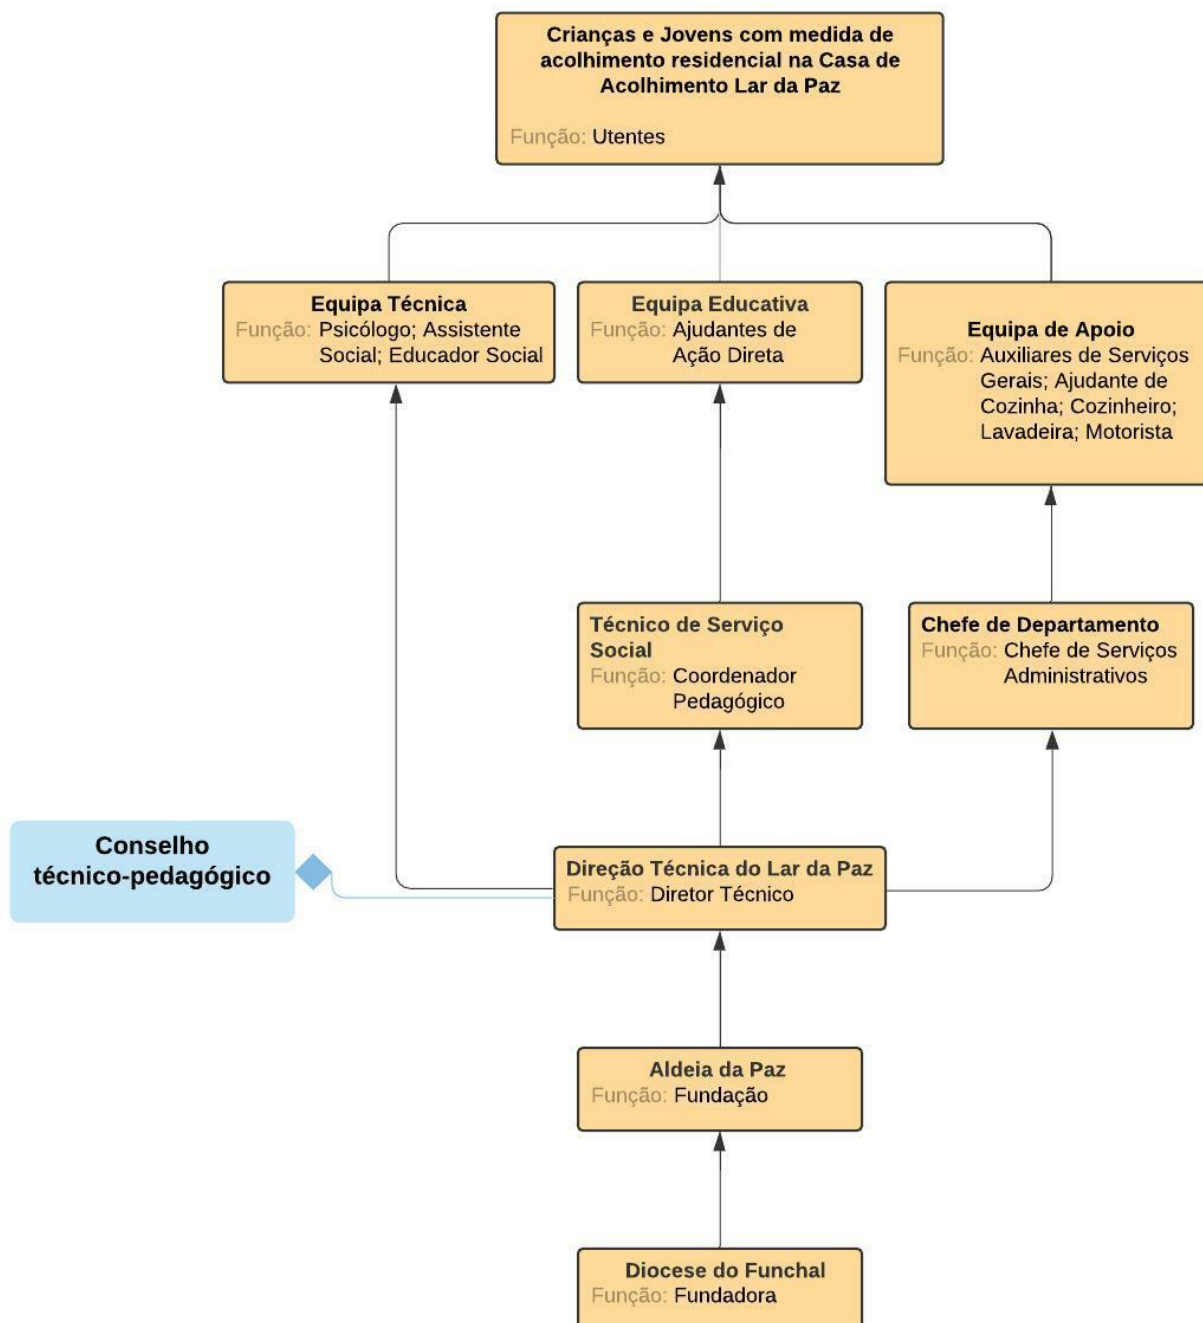 Crianças e Jovens com medida de
acolhimento residencial na Casa de
Acolhimento Lar da Paz
Função: Utentes
Equipa Técnica
Função: Psicólogo; Assistente
Social; Educador Social
Equipa Educativa
Função: Ajudantes de
Ação Direta
Equipa de Apoio
Função: Auxiliares de Serviços
Gerais; Ajudante de
Cozinha; Cozinheiro;
Lavadeira; Motorista
Técnico de Serviço
Social
Função: Coordenador
Pedagógico
Chefe de Departamento
Função: Chefe de Serviços
Administrativos
Conselho
técnico-pedagógico
Direção Técnica do Lar da Paz
Função: Diretor Técnico
Aldeia da Paz
Função: Fundação
Diocese do Funchal
Função: Fundadora